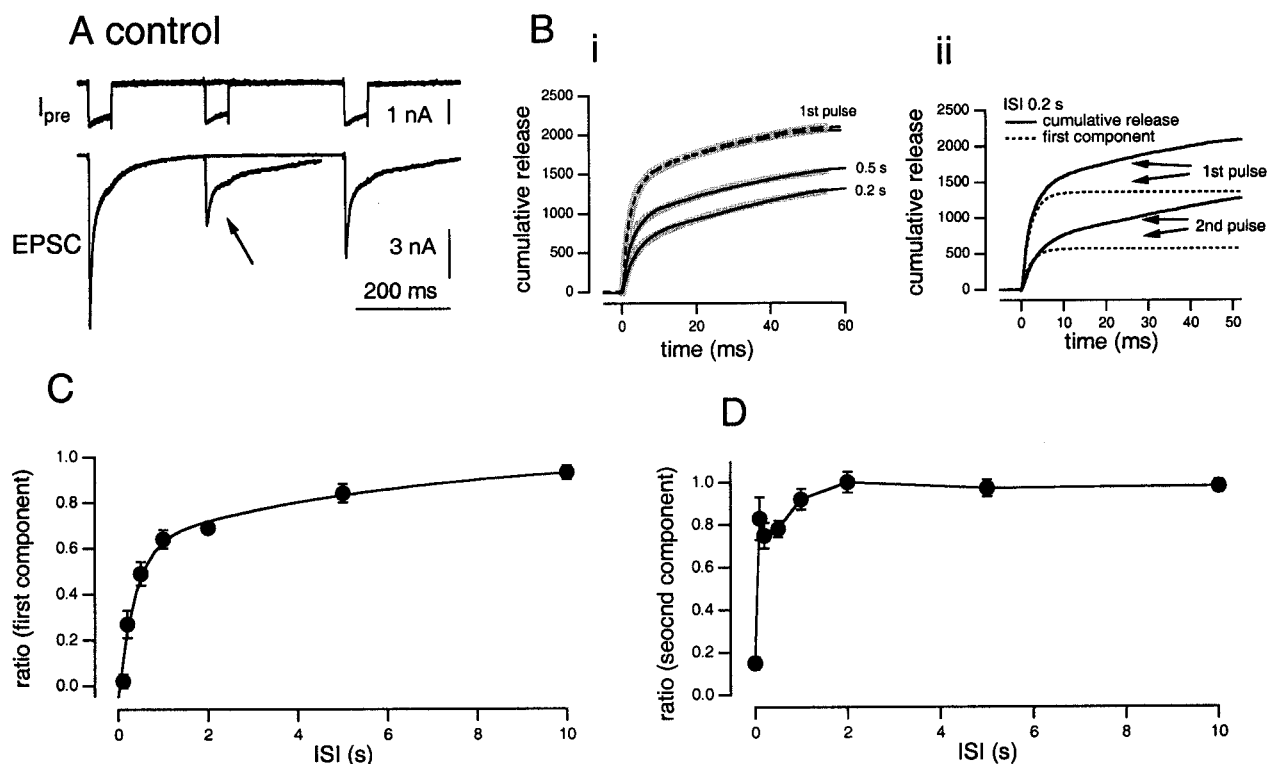 A control
I pre
1 nA
EPSC
3 nA
200 ms
B
i
cumulative release
2500
2000
1500
1000
500
0
1st pulse
0.5 s
0.2 s
0
20
40
60
time (ms)
ii
cumulative release
2500
2000
1500
1000
500
0
ISI 0.2 s
cumulative release
first component
1st pulse
2nd pulse
0
10
20
30
40
50
time (ms)
C
ratio (first component)
1.0
0.8
0.6
0.4
0.2
0.0
0
2
4
6
8
10
ISI (s)
D
ratio (seocnd component)
1.0
0.8
0.6
0.4
0.2
0.0
0
2
4
6
8
10
ISI (s)